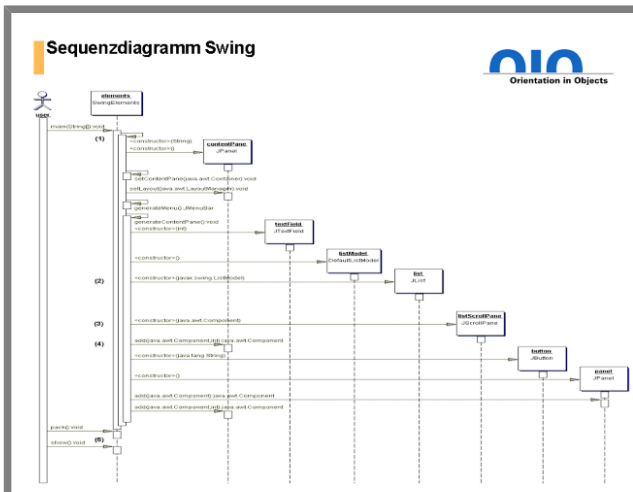 Sequenzdiagramm Swing
OIO
Orientation in Objects
user
elements
SwingElements
main(String[]):void
(1)
<constructor>(String)
<constructor>()
contentPane
JPanel
setContentPane(java.awt.Container):void
setLayout(java.awt.LayoutManager):void
generateMenu():JMenuBar
generateContentPane():void
<constructor>(int)
textField
JTextField
<constructor>()
listModel
DefaultListModel
(2)
<constructor>(javax.swing.ListModel)
list
JList
(3)
<constructor>(java.awt.Component)
listScrollPane
JScrollPane
(4)
add(java.awt.Component,int):java.awt.Component
<constructor>(java.lang.String)
button
JButton
<constructor>()
panel
JPanel
add(java.awt.Component):java.awt.Component
add(java.awt.Component,int):java.awt.Component
pack():void
(5)
show():void